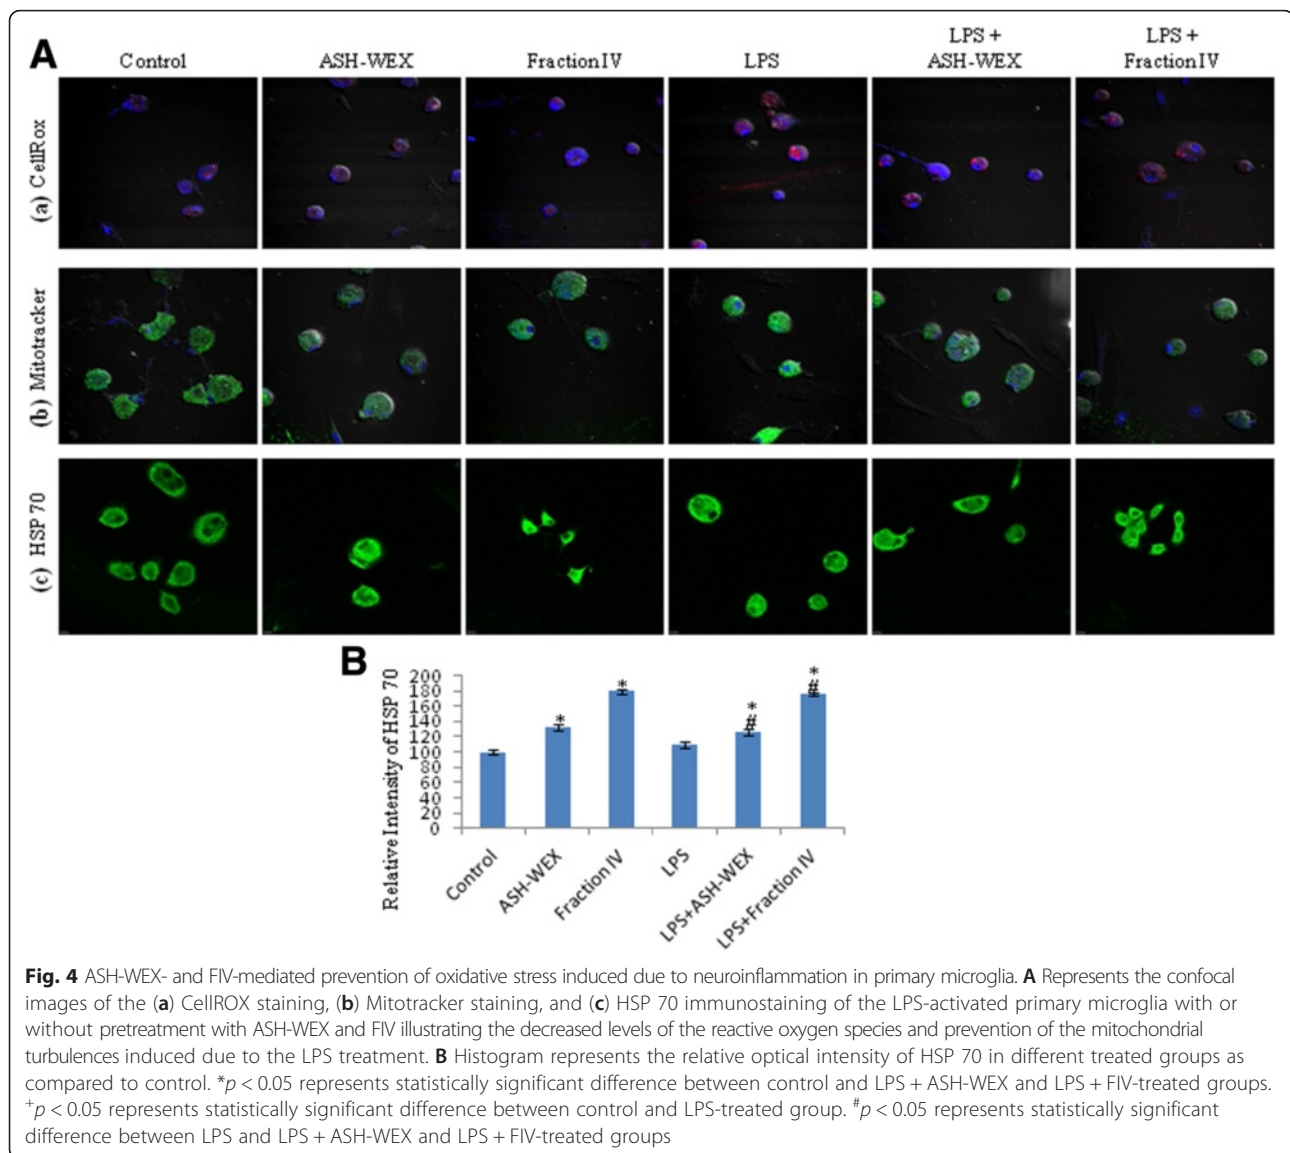 A
Control
ASH-WEX
Fraction IV
LPS
LPS +
ASH-WEX
LPS +
Fraction IV
(a) CellRox
(b) Mitotracker
(c) HSP 70
B
Relative Intensity of HSP 70
200
180
160
140
120
100
80
60
40
20
0
*
*
*
#
*
#
Control
ASH-WEX
Fraction IV
LPS
LPS+ASH-WEX
LPS+Fraction IV
Fig. 4 ASH-WEX- and FIV-mediated prevention of oxidative stress induced due to neuroinflammation in primary microglia. A Represents the confocal
images of the (a) CellROX staining, (b) Mitotracker staining, and (c) HSP 70 immunostaining of the LPS-activated primary microglia with or
without pretreatment with ASH-WEX and FIV illustrating the decreased levels of the reactive oxygen species and prevention of the mitochondrial
turbulences induced due to the LPS treatment. B Histogram represents the relative optical intensity of HSP 70 in different treated groups as
compared to control. *p < 0.05 represents statistically significant difference between control and LPS + ASH-WEX and LPS + FIV-treated groups.
+p < 0.05 represents statistically significant difference between control and LPS-treated group. #p < 0.05 represents statistically significant
difference between LPS and LPS + ASH-WEX and LPS + FIV-treated groups